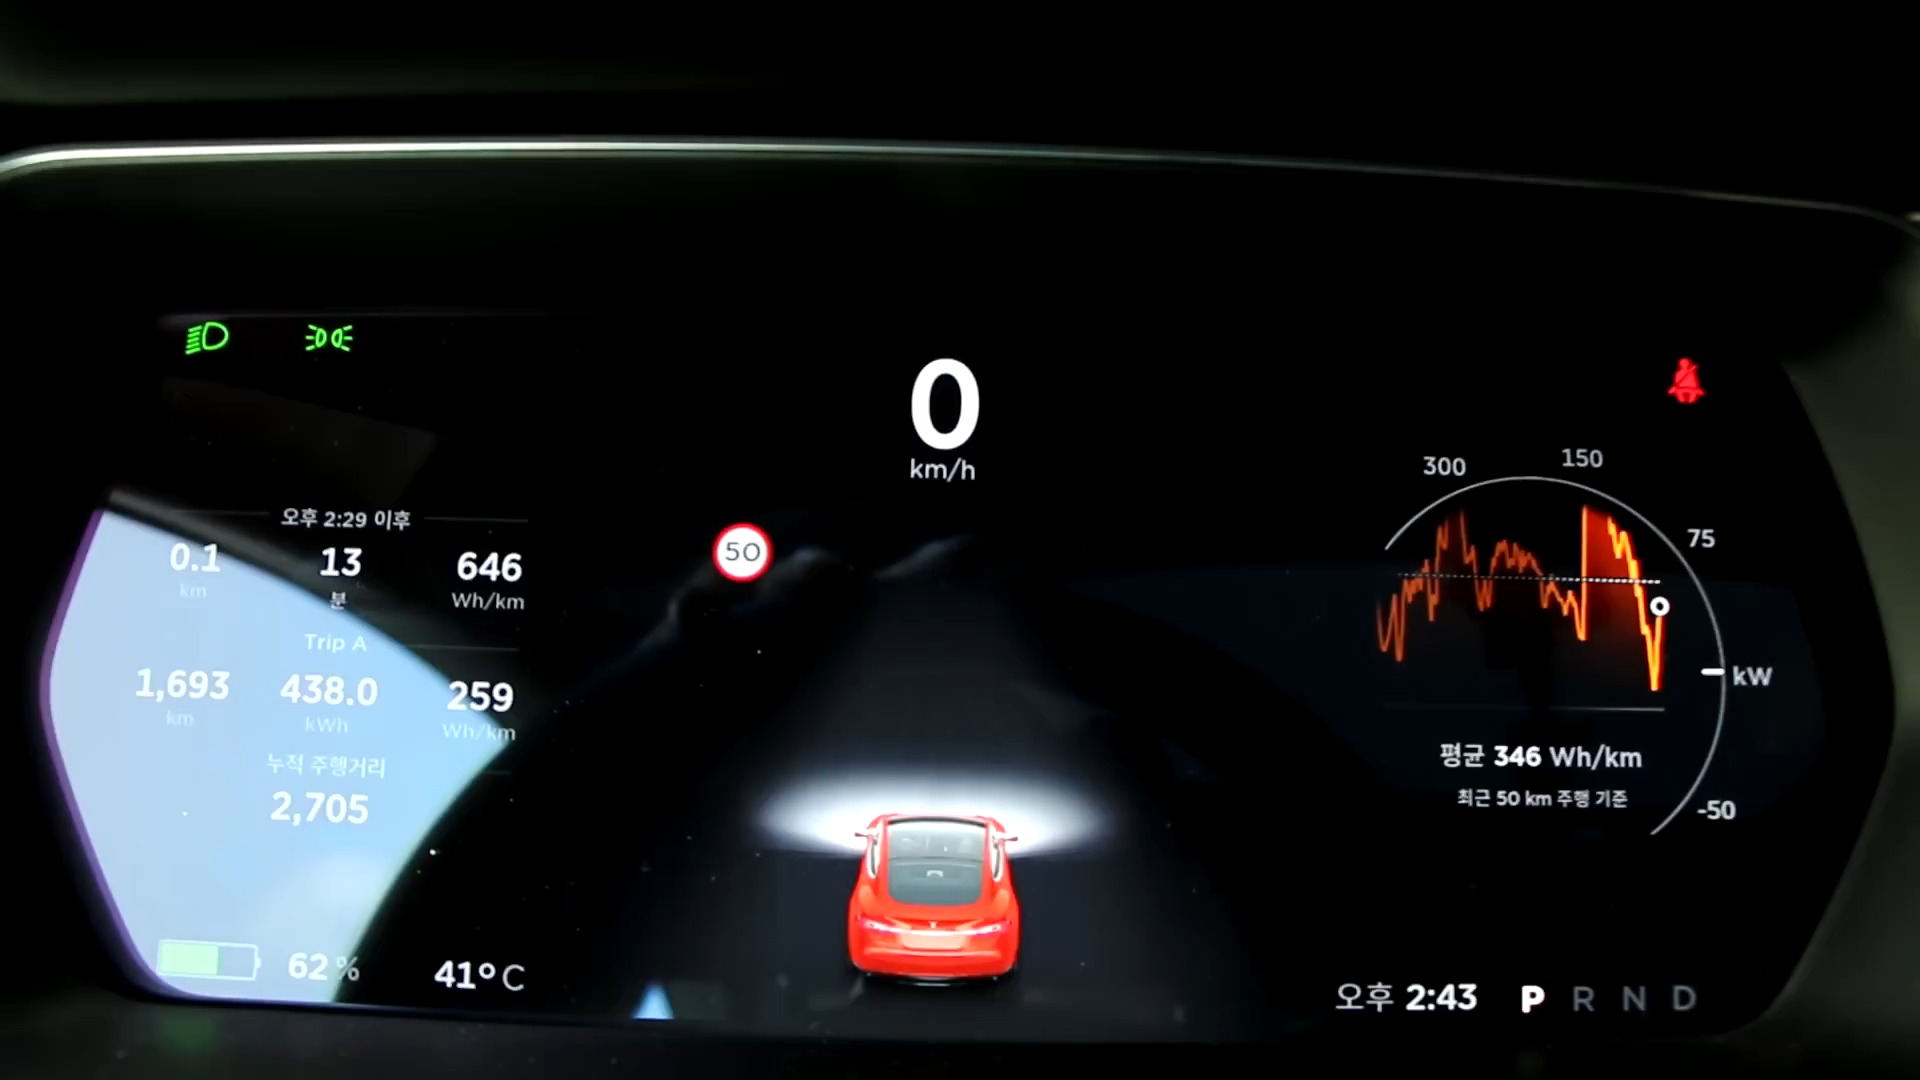 0
km/h
50
오후 2:29 이후
0.1 13 646
km 분 Wh/km
Trip A
1,693 438.0 259
km kWh Wh/km
누적 주행거리
2,705
62 % 41°C
300 150
75
kW
-50
평균 346 Wh/km
최근 50 km 주행 기준
오후 2:43 P R N D